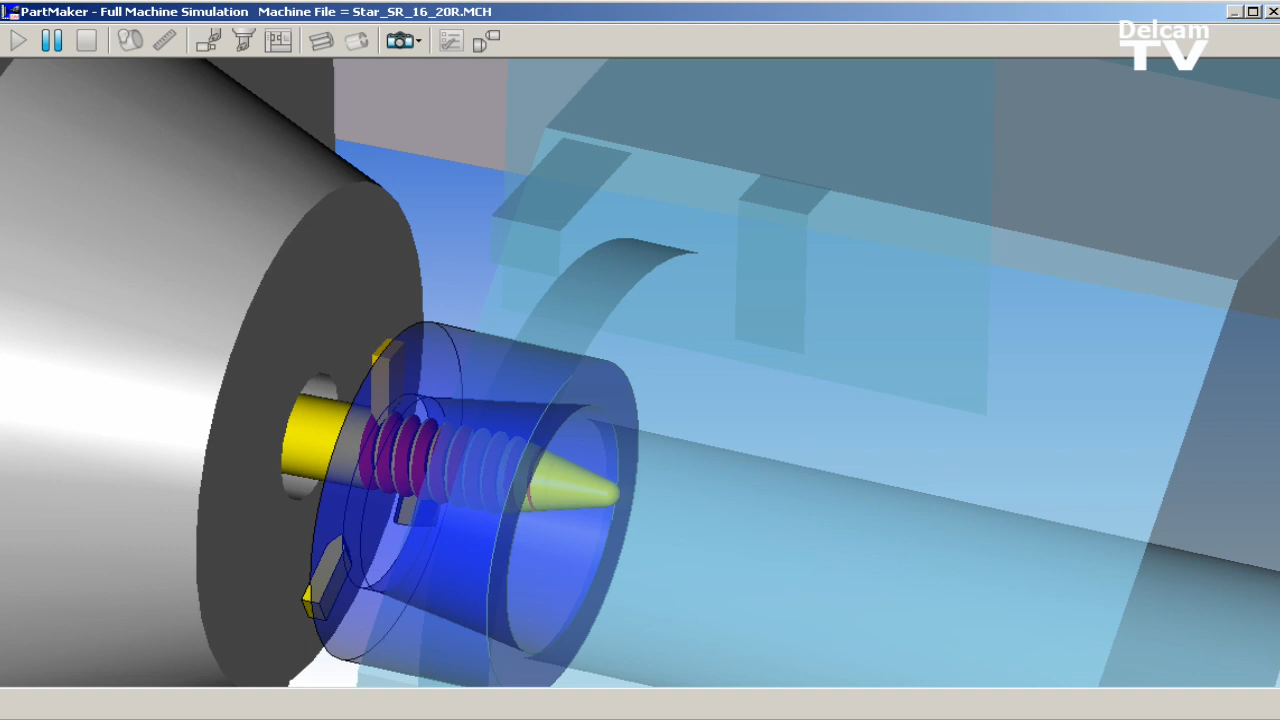 PartMaker - Full Machine Simulation Machine File = Star_SR_16_20R.MCH
Delcam
TV